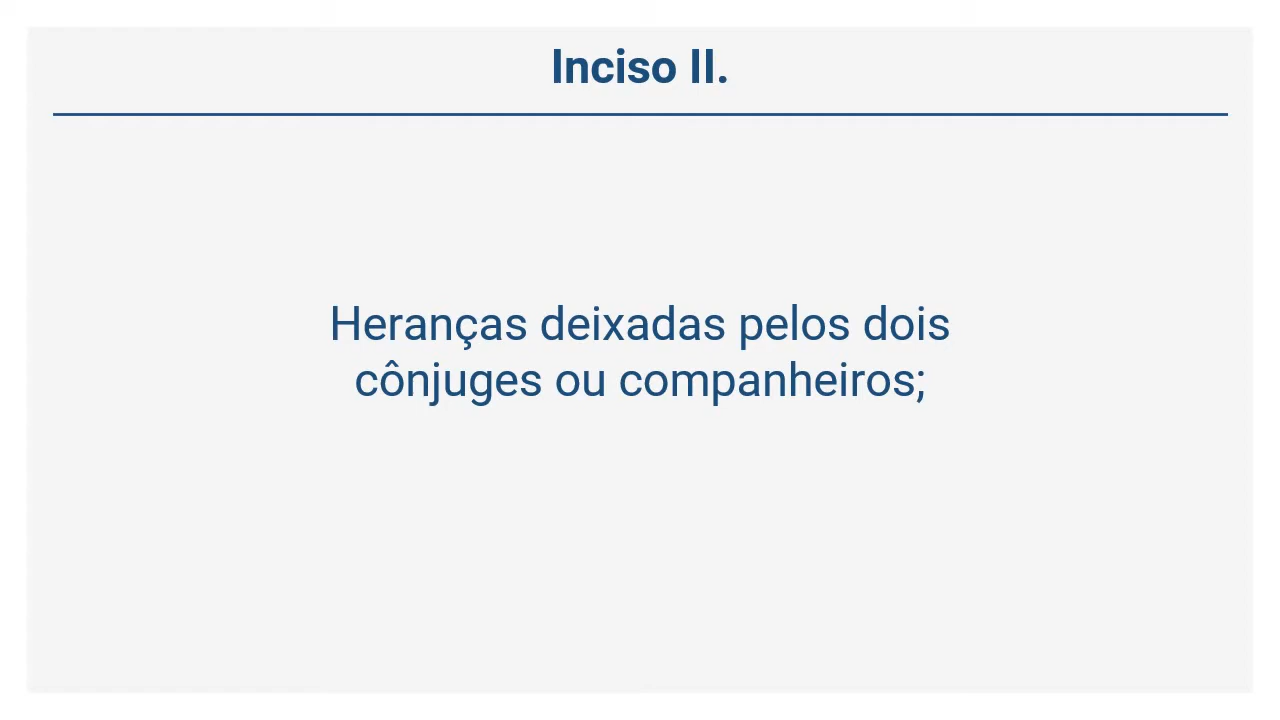 Inciso II.
Heranças deixadas pelos dois
cônjuges ou companheiros;